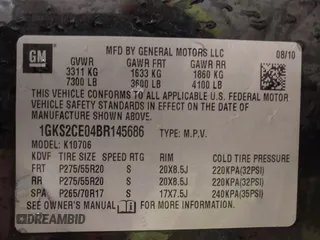 GM
MFD BY GENERAL MOTORS LLC 08/10
GVWR GAWR FRT GAWR RR
3311 KG 1633 KG 1860 KG
7300 LB 3600 LB 4100 LB
THIS VEHICLE CONFORMS TO ALL APPLICABLE U.S. FEDERAL MOTOR
VEHICLE SAFETY STANDARDS IN EFFECT ON THE DATE OF
MANUFACTURE SHOWN ABOVE.
1GKS2CE04BR145686 TYPE: M.P.V.
MODEL: K10706
KDVF TIRE SIZE SPEED RTG RIM COLD TIRE PRESSURE
FRT P275/55R20 S 20X8.5J 220KPA(32PSI)
RR P275/55R20 S 20X8.5J 220KPA(32PSI)
SPA P265/70R17 S 17X7.5J 240KPA(35PSI)
SEE OWNER'S MANUAL FOR MORE INFORMATION.
DREAMBID